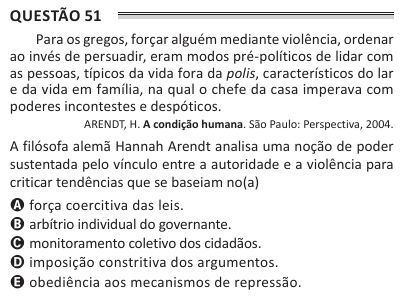 QUESTÃO 51
Para os gregos, forçar alguém mediante violência, ordenar
ao invés de persuadir, eram modos pré-políticos de lidar com
as pessoas, típicos da vida fora da polis, característicos do lar
e da vida em família, na qual o chefe da casa imperava com
poderes incontestes e despóticos.
ARENDT, H. A condição humana. São Paulo: Perspectiva, 2004.
A filósofa alemã Hannah Arendt analisa uma noção de poder
sustentada pelo vínculo entre a autoridade e a violência para
criticar tendências que se baseiam no(a)
A força coercitiva das leis.
B arbítrio individual do governante.
C monitoramento coletivo dos cidadãos.
D imposição constritiva dos argumentos.
E obediência aos mecanismos de repressão.